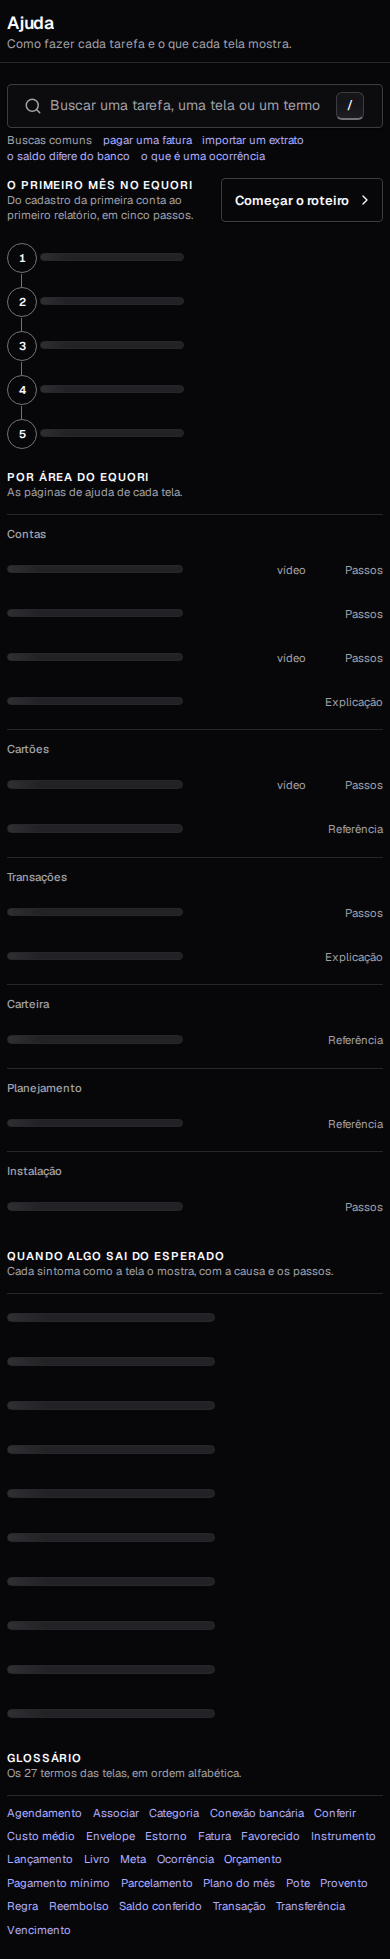 Ajuda
Como fazer cada tarefa e o que cada tela mostra.
Buscar uma tarefa, uma tela ou um termo /
Buscas comuns pagar uma fatura importar um extrato
o saldo difere do banco o que é uma ocorrência
O PRIMEIRO MÊS NO EQUORI
Do cadastro da primeira conta ao
primeiro relatório, em cinco passos.
Começar o roteiro
1
2
3
4
5
POR ÁREA DO EQUORI
As páginas de ajuda de cada tela.
Contas
vídeo Passos
Passos
vídeo Passos
Explicação
Cartões
vídeo Passos
Referência
Transações
Passos
Explicação
Carteira
Referência
Planejamento
Referência
Instalação
Passos
QUANDO ALGO SAI DO ESPERADO
Cada sintoma como a tela o mostra, com a causa e os passos.
GLOSSÁRIO
Os 27 termos das telas, em ordem alfabética.
Agendamento Associar Categoria Conexão bancária Conferir
Custo médio Envelope Estorno Fatura Favorecido Instrumento
Lançamento Livro Meta Ocorrência Orçamento
Pagamento mínimo Parcelamento Plano do mês Pote Provento
Regra Reembolso Saldo conferido Transação Transferência
Vencimento